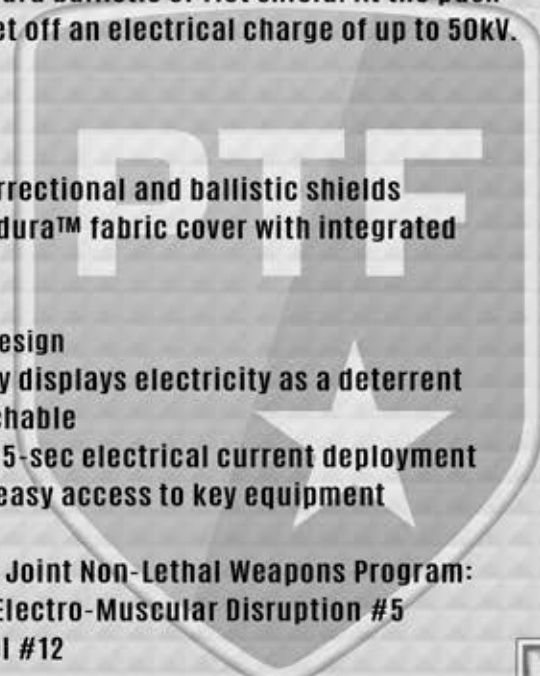 et off an electrical charge of up to 50kV.
PTF
rrectional and ballistic shields
dura™ fabric cover with integrated
esign
y displays electricity as a deterrent
chable
5-sec electrical current deployment
easy access to key equipment
Joint Non-Lethal Weapons Program:
Electro-Muscular Disruption #5
l #12